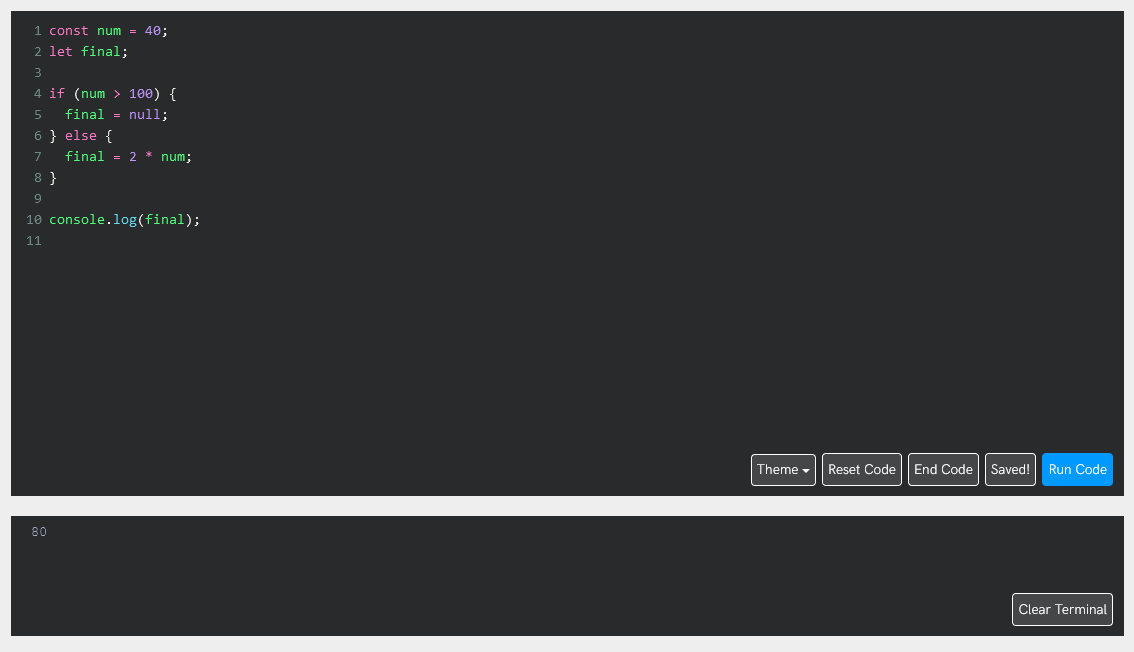 1 const num = 40;
2 let final;
3
4 if (num > 100) {
5   final = null;
6 } else {
7   final = 2 * num;
8 }
9
10 console.log(final);
11
Theme Reset Code End Code Saved! Run Code
80
Clear Terminal